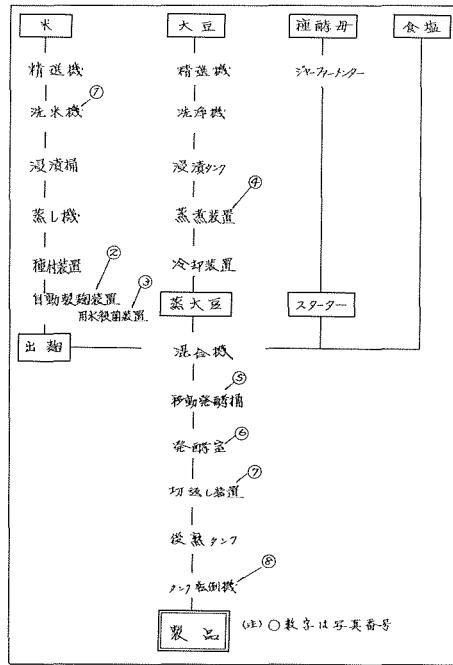 米
大豆
種酵母
食塩
精選機
精選機
ジャーファーメンター
①
洗米機
洗浄機
浸漬桶
浸漬タンク
④
蒸し機
蒸煮装置
②
種付装置
冷却装置
③
自動製麹装置
用水殺菌装置
蒸大豆
スターター
出麹
混合機
⑤
移動発酵桶
⑥
発酵室
⑦
切返し装置
後熟タンク
⑧
タンク転倒機
製品
(注) ○数字は写真番号